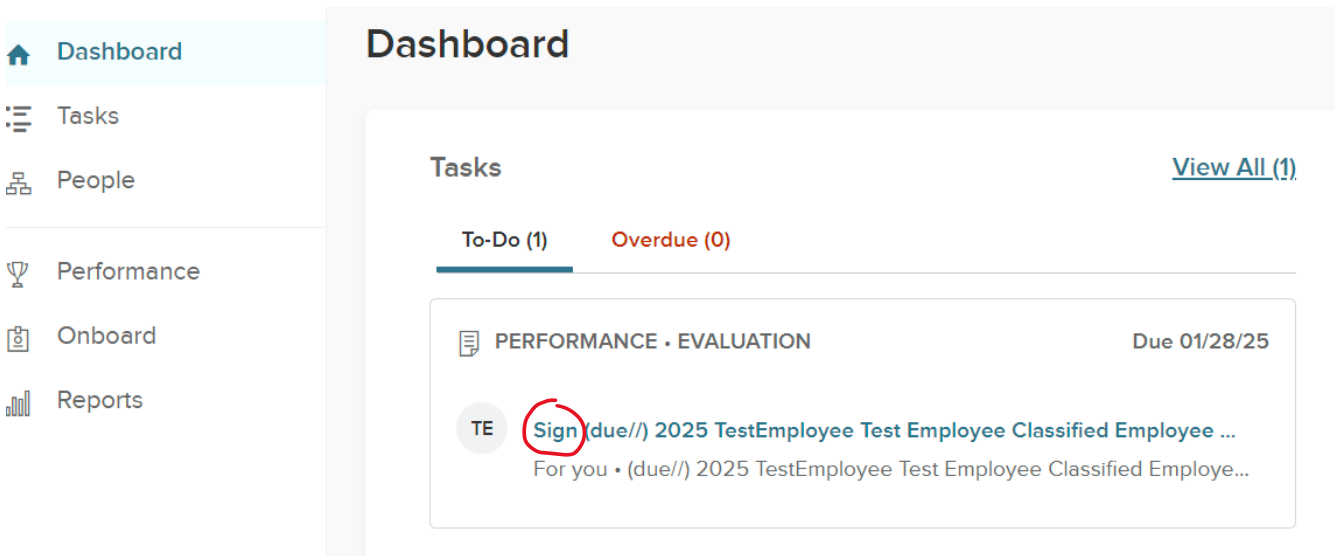 Dashboard
Tasks
People
Performance
Onboard
Reports
Dashboard
Tasks
View All (1)
To-Do (1)
Overdue (0)
PERFORMANCE • EVALUATION
Due 01/28/25
TE
Sign (due//) 2025 TestEmployee Test Employee Classified Employee ...
For you • (due//) 2025 TestEmployee Test Employee Classified Employe...